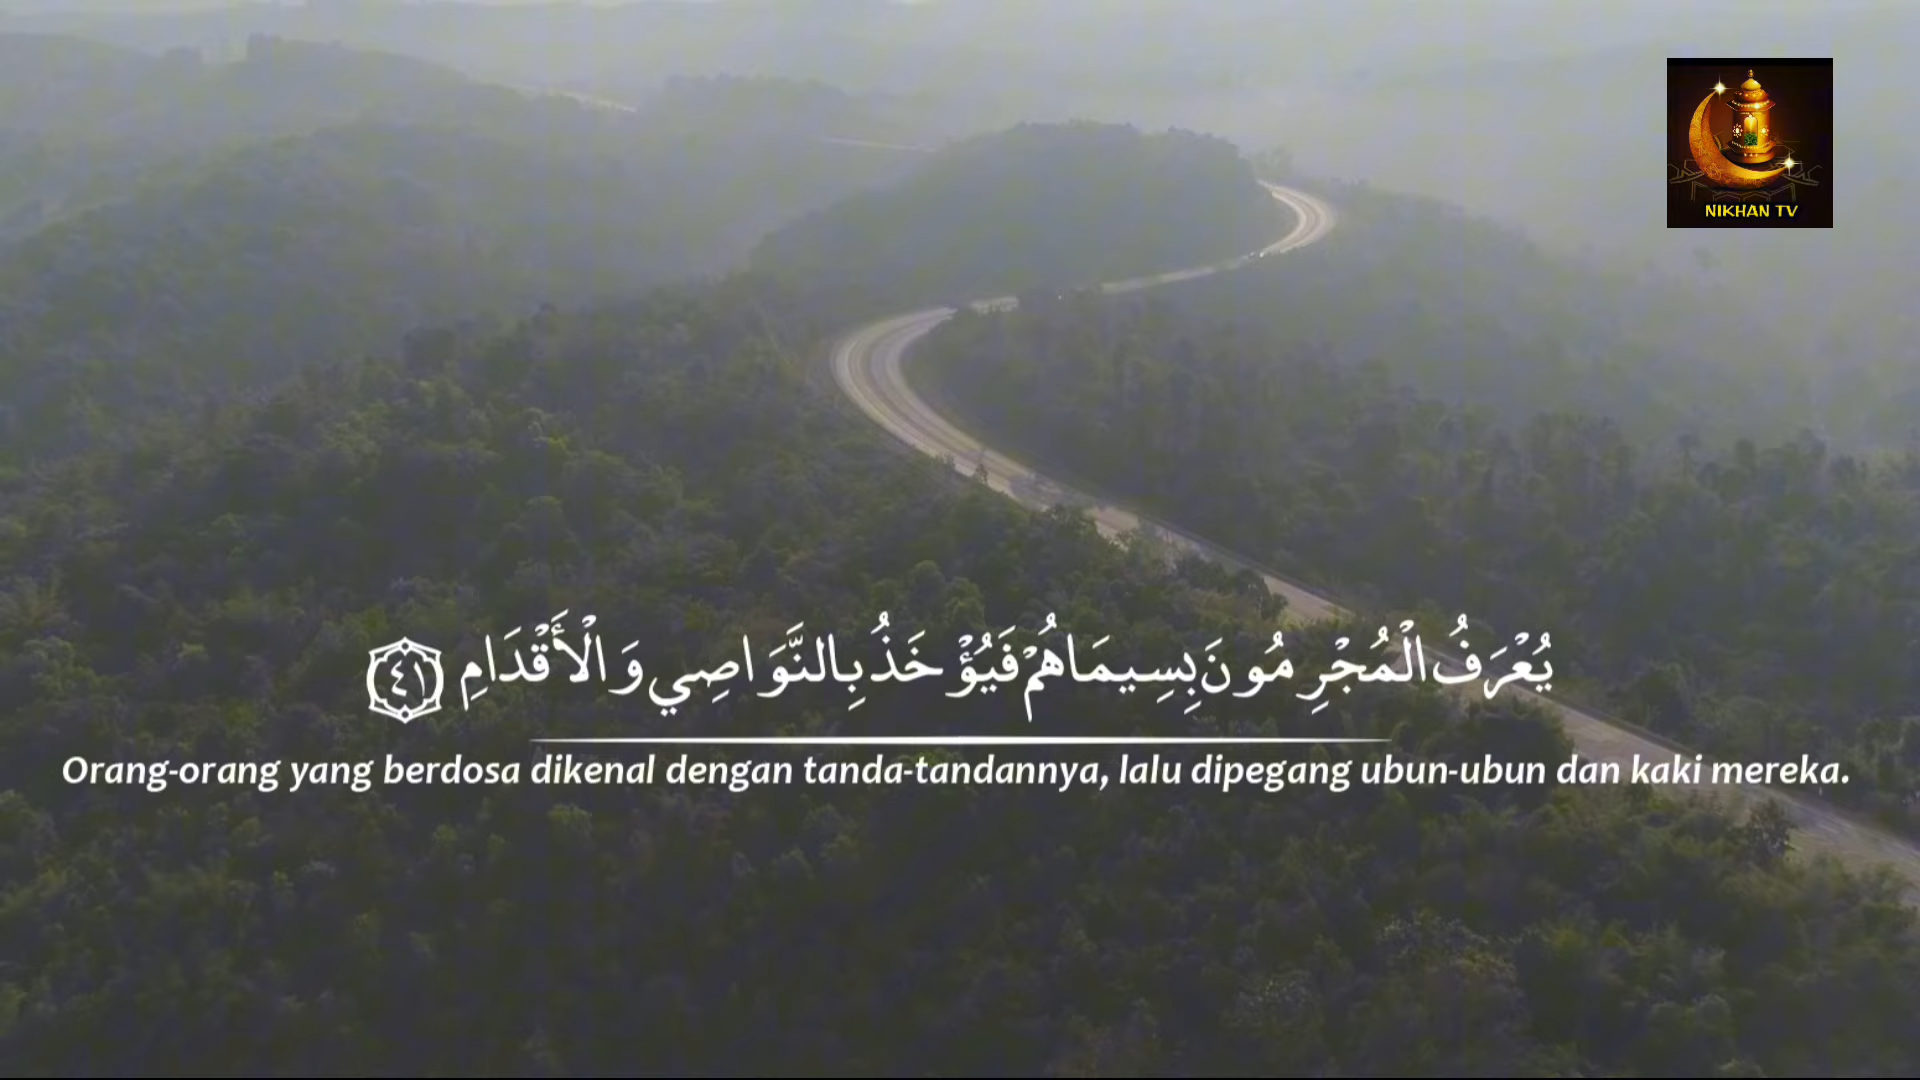 NIKHAN TV
يُعْرَفُ الْمُجْرِمُونَ بِسِيمَاهُمْ فَيُؤْخَذُ بِالنَّوَاصِي وَالْأَقْدَامِ ٤١
Orang-orang yang berdosa dikenal dengan tanda-tandannya, lalu dipegang ubun-ubun dan kaki mereka.